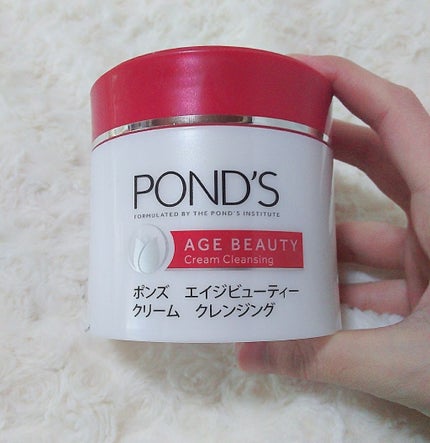 POND'S
FORMULATED BY THE POND'S INSTITUTE
AGE BEAUTY
Cream Cleansing
ポンズ　エイジビューティー
クリーム　クレンジング